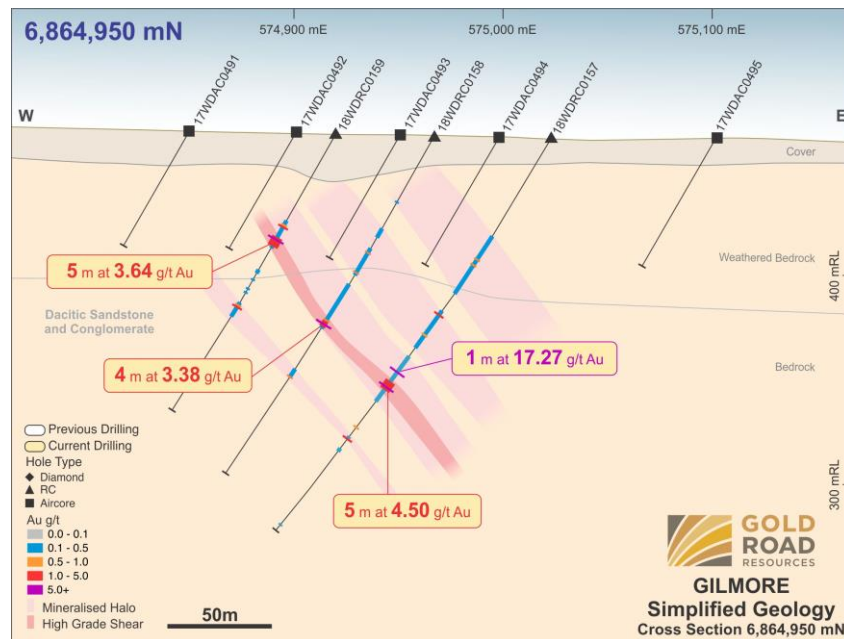 6,864,950 mN
574,900 mE
575,000 mE
575,100 mE
W
17WDAC0491
17WDAC0492
18WDRC0159
17WDAC0493
18WDRC0158
17WDAC0494
18WDRC0157
17WDAC0495
E
Cover
Weathered Bedrock
400 mRL
5 m at 3.64 g/t Au
Dacitic Sandstone
and Conglomerate
1 m at 17.27 g/t Au
4 m at 3.38 g/t Au
Bedrock
300 mRL
5 m at 4.50 g/t Au
Previous Drilling
Current Drilling
Hole Type
Diamond
RC
Aircore
Au g/t
0.0 - 0.1
0.1 - 0.5
0.5 - 1.0
1.0 - 5.0
5.0+
Mineralised Halo
High Grade Shear
50m
GOLD
ROAD
RESOURCES
GILMORE
Simplified Geology
Cross Section 6,864,950 mN